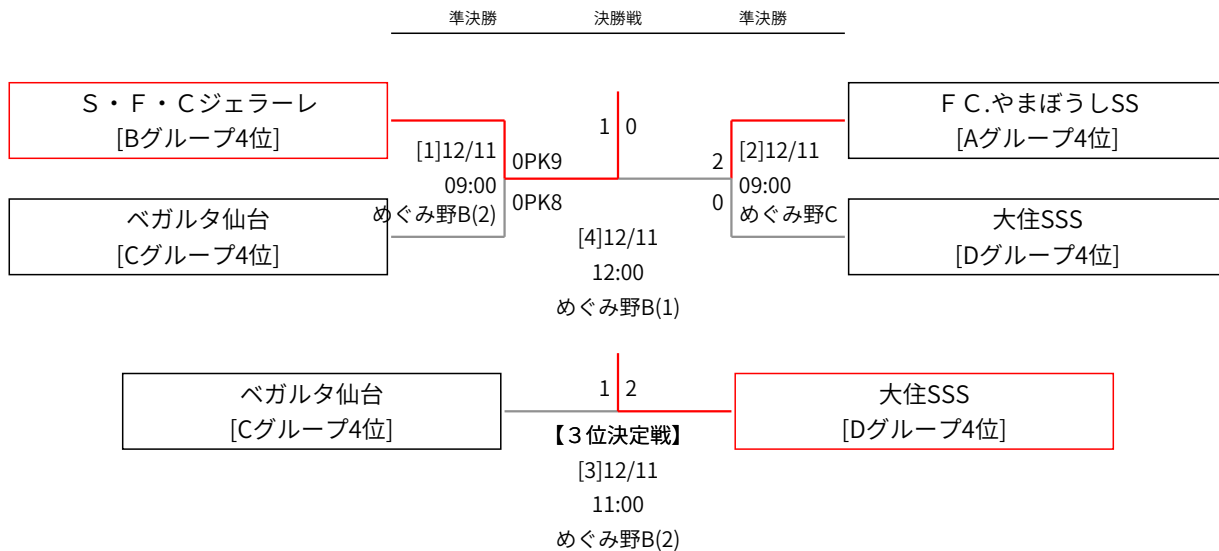 準決勝 決勝戦 準決勝
Ｓ・Ｆ・Ｃジェラーレ
[Bグループ4位]
ＦＣ.やまぼうしSS
[Aグループ4位]
1 0
[1]12/11
09:00
めぐみ野B(2)
0PK9
0PK8
2
0
[2]12/11
09:00
めぐみ野C
ベガルタ仙台
[Cグループ4位]
大住SSS
[Dグループ4位]
[4]12/11
12:00
めぐみ野B(1)
ベガルタ仙台
[Cグループ4位]
1 2
大住SSS
[Dグループ4位]
【３位決定戦】
[3]12/11
11:00
めぐみ野B(2)